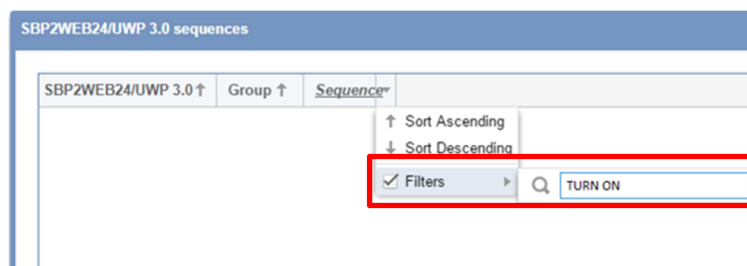 SBP2WEB24/UWP 3.0 sequences
SBP2WEB24/UWP 3.0↑ Group ↑ Sequence
↑ Sort Ascending
↓ Sort Descending
Filters TURN ON